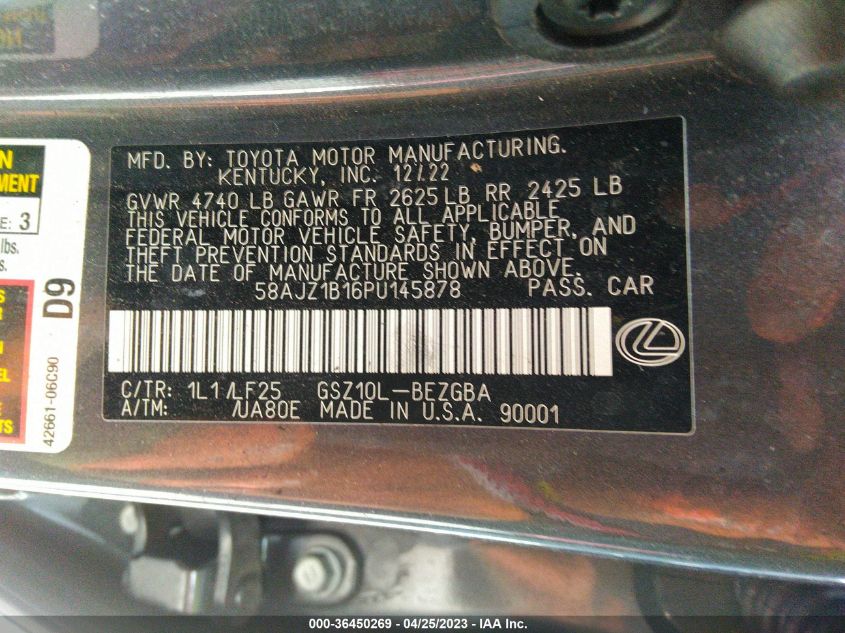 MFD. BY: TOYOTA MOTOR MANUFACTURING.
KENTUCKY, INC. 12/22
GVWR 4740 LB GAWR FR 2625 LB RR 2425 LB
THIS VEHICLE CONFORMS TO ALL APPLICABLE
FEDERAL MOTOR VEHICLE SAFETY, BUMPER, AND
THEFT PREVENTION STANDARDS IN EFFECT ON
THE DATE OF MANUFACTURE SHOWN ABOVE.
58AJZ1B16PU145878 PASS. CAR
C/TR: 1L1/LF25 GSZ10L-BEZGBA
A/TM: /UA80E MADE IN U.S.A. 90001
3
lbs.
s.
D9
42661-06C90
000-36450269 - 04/25/2023 - IAA Inc.